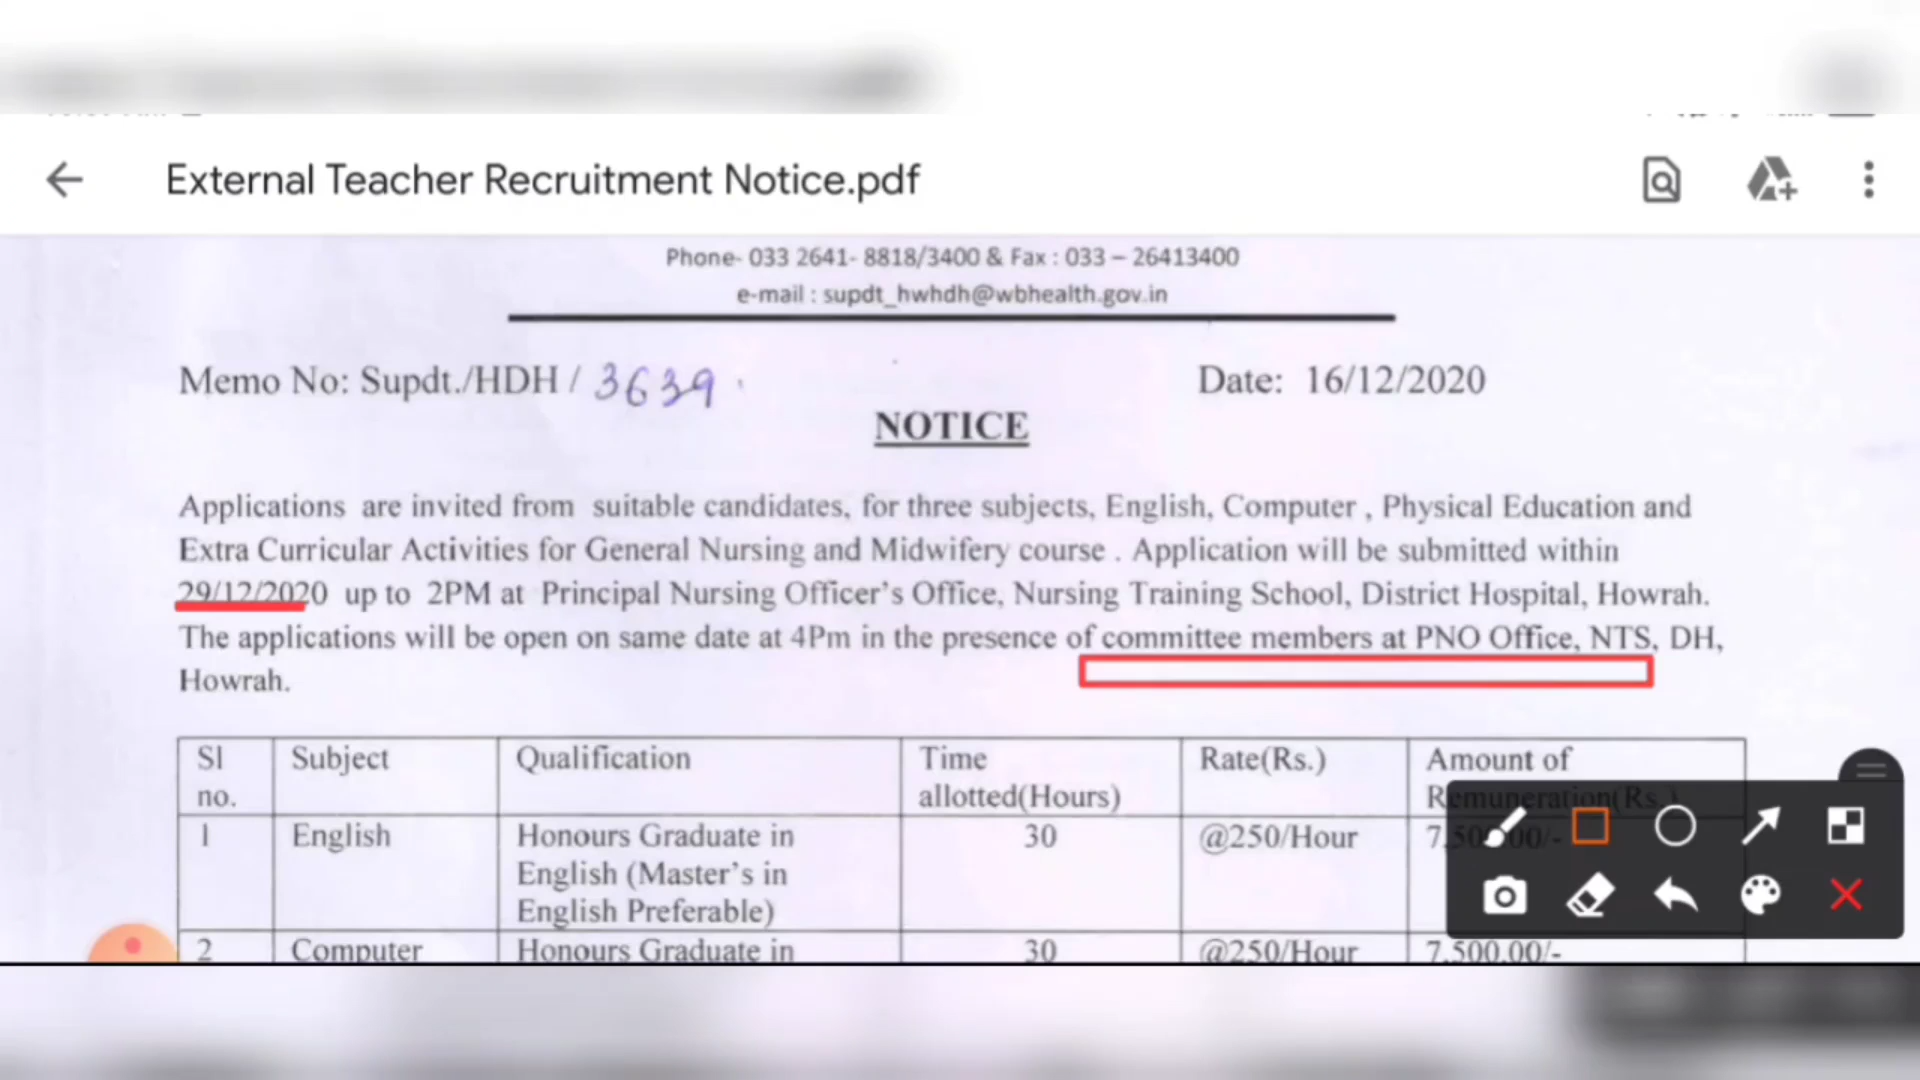 External Teacher Recruitment Notice.pdf
Phone- 033 2641- 8818/3400 & Fax : 033 – 26413400
e-mail : supdt_hwhdh@wbhealth.gov.in
Memo No: Supdt./HDH / 3639
Date: 16/12/2020
NOTICE
Applications are invited from suitable candidates, for three subjects, English, Computer , Physical Education and
Extra Curricular Activities for General Nursing and Midwifery course . Application will be submitted within
29/12/2020 up to 2PM at Principal Nursing Officer's Office, Nursing Training School, District Hospital, Howrah.
The applications will be open on same date at 4Pm in the presence of committee members at PNO Office, NTS, DH,
Howrah.
Sl no. Subject Qualification Time allotted(Hours) Rate(Rs.) Amount of Remuneration(Rs.)
1 English Honours Graduate in English (Master's in English Preferable) 30 @250/Hour 7,500.00/-
2 Computer Honours Graduate in 30 @250/Hour 7,500.00/-